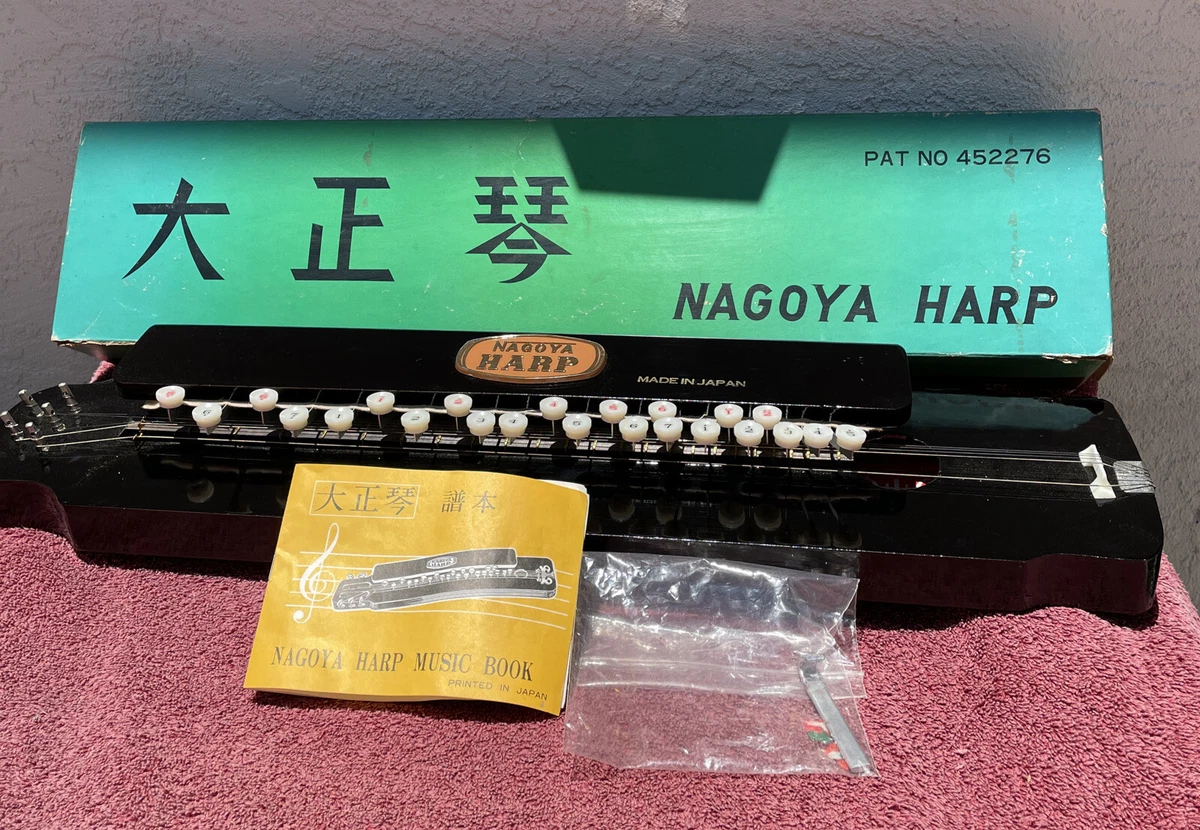 PAT NO 452276
大正琴
NAGOYA HARP
NAGOYA
HARP
MADE IN JAPAN
大正琴 譜本
NAGOYA HARP MUSIC BOOK
PRINTED IN JAPAN